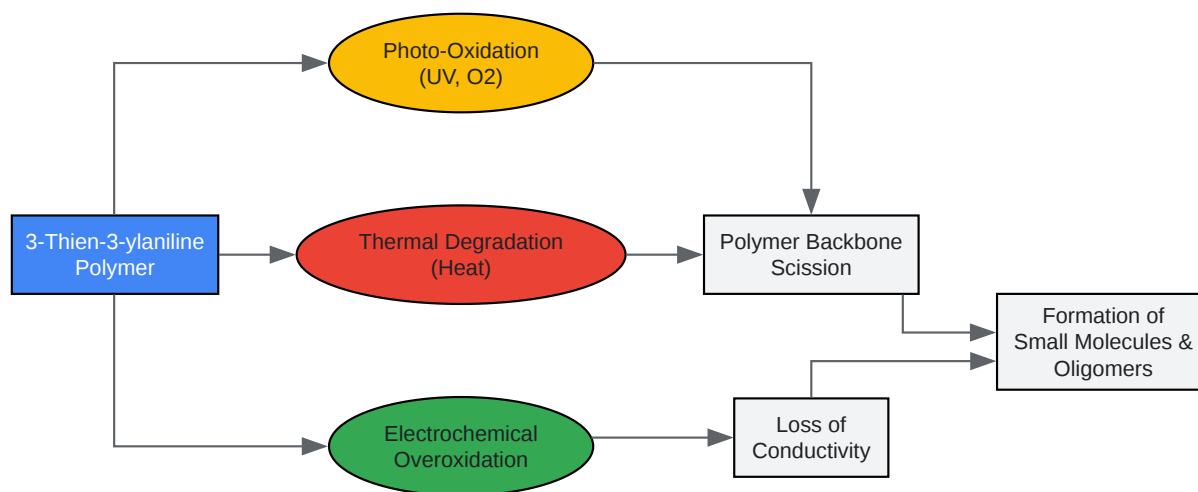 Photo-Oxidation
(UV, O2)
3-Thien-3-ylaniline
Polymer
Thermal Degradation
(Heat)
Polymer Backbone
Scission
Formation of
Small Molecules &
Oligomers
Electrochemical
Overoxidation
Loss of
Conductivity